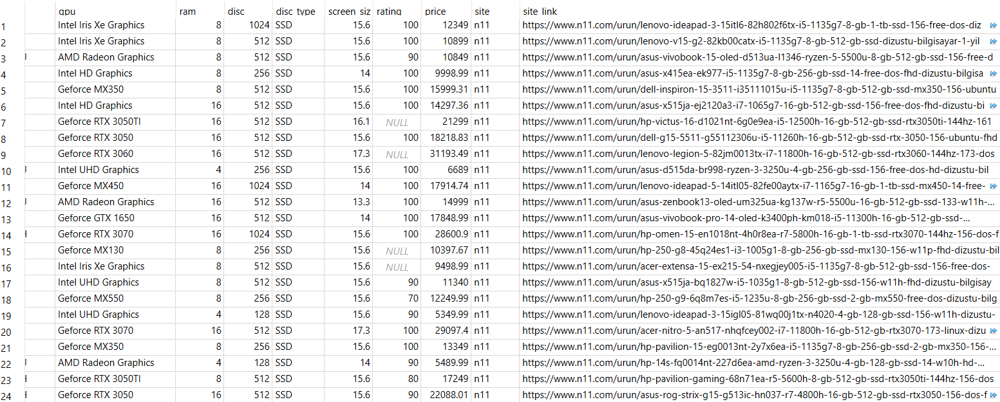 gpu ram disc disc_type screen_siz rating price site site_link
1 Intel Iris Xe Graphics 8 1024 SSD 15.6 100 12349 n11 https://www.n11.com/urun/lenovo-ideapad-3-15itl6-82h802f6tx-i5-1135g7-8-gb-1-tb-ssd-156-free-dos-diz
2 Intel Iris Xe Graphics 8 512 SSD 15.6 100 10899 n11 https://www.n11.com/urun/lenovo-v15-g2-82kb00catx-i5-1135g7-8-gb-512-gb-ssd-dizustu-bilgisayar-1-yil
3 AMD Radeon Graphics 8 512 SSD 15.6 90 10849 n11 https://www.n11.com/urun/asus-vivobook-15-oled-d513ua-l1346-ryzen-5-5500u-8-gb-512-gb-ssd-156-free-d
4 Intel HD Graphics 8 256 SSD 14 100 9998.99 n11 https://www.n11.com/urun/asus-x415ea-ek977-i5-1135g7-8-gb-256-gb-ssd-14-free-dos-fhd-dizustu-bilgisa
5 Geforce MX350 8 512 SSD 15.6 100 15999.31 n11 https://www.n11.com/urun/dell-inspiron-15-3511-i35111015u-i5-1135g7-8-gb-512-gb-ssd-mx350-156-ubuntu
6 Intel HD Graphics 16 512 SSD 15.6 100 14297.36 n11 https://www.n11.com/urun/asus-x515ja-ej2120a3-i7-1065g7-16-gb-512-gb-ssd-156-free-dos-fhd-dizustu-bi
7 Geforce RTX 3050TI 16 512 SSD 16.1 NULL 21299 n11 https://www.n11.com/urun/hp-victus-16-d1021nt-6g0e9ea-i5-12500h-16-gb-512-gb-ssd-rtx3050ti-144hz-161
8 Geforce RTX 3050 16 512 SSD 15.6 100 18218.83 n11 https://www.n11.com/urun/dell-g15-5511-g55112306u-i5-11260h-16-gb-512-gb-ssd-rtx-3050-156-ubuntu-fhd
9 Geforce RTX 3060 16 512 SSD 17.3 NULL 31193.49 n11 https://www.n11.com/urun/lenovo-legion-5-82jm0013tx-i7-11800h-16-gb-512-gb-ssd-rtx3060-144hz-173-dos
10 Intel UHD Graphics 4 256 SSD 15.6 100 6689 n11 https://www.n11.com/urun/asus-d515da-br998-ryzen-3-3250u-4-gb-256-gb-ssd-156-free-dos-hd-dizustu-bil
11 Geforce MX450 16 1024 SSD 14 100 17914.74 n11 https://www.n11.com/urun/lenovo-ideapad-5-14itl05-82fe00aytx-i7-1165g7-16-gb-1-tb-ssd-mx450-14-free-
12 AMD Radeon Graphics 16 512 SSD 13.3 100 14999 n11 https://www.n11.com/urun/asus-zenbook13-oled-um325ua-kg137w-r5-5500u-16-gb-512-gb-ssd-133-w11h-...
13 Geforce GTX 1650 16 512 SSD 14 100 17848.99 n11 https://www.n11.com/urun/asus-vivobook-pro-14-oled-k3400ph-km018-i5-11300h-16-gb-512-gb-ssd-...
14 Geforce RTX 3070 16 1024 SSD 15.6 100 28600.9 n11 https://www.n11.com/urun/hp-omen-15-en1018nt-4h0r8ea-r7-5800h-16-gb-1-tb-ssd-rtx3070-144hz-156-dos-f
15 Geforce MX130 8 256 SSD 15.6 NULL 10397.67 n11 https://www.n11.com/urun/hp-250-g8-45q24es1-i3-1005g1-8-gb-256-gb-ssd-mx130-156-w11p-fhd-dizustu-bil
16 Intel Iris Xe Graphics 8 512 SSD 15.6 NULL 9498.99 n11 https://www.n11.com/urun/acer-extensa-15-ex215-54-nxegjey005-i5-1135g7-8-gb-512-gb-ssd-156-free-dos-
17 Intel UHD Graphics 8 512 SSD 15.6 90 11340 n11 https://www.n11.com/urun/asus-x515ja-bq1827w-i5-1035g1-8-gb-512-gb-ssd-156-w11h-fhd-dizustu-bilgisay
18 Geforce MX550 8 256 SSD 15.6 70 12249.99 n11 https://www.n11.com/urun/hp-250-g9-6q8m7es-i5-1235u-8-gb-256-gb-ssd-2-gb-mx550-free-dos-dizustu-bilg
19 Intel UHD Graphics 4 128 SSD 15.6 90 5349.99 n11 https://www.n11.com/urun/lenovo-ideapad-3-15igl05-81wq00j1tx-n4020-4-gb-128-gb-ssd-156-w11h-dizustu-
20 Geforce RTX 3070 16 512 SSD 17.3 100 29097.4 n11 https://www.n11.com/urun/acer-nitro-5-an517-nhqfcey002-i7-11800h-16-gb-512-gb-rtx3070-173-linux-dizu
21 Geforce MX350 8 256 SSD 15.6 100 13349 n11 https://www.n11.com/urun/hp-pavilion-15-eg0013nt-2y7x6ea-i5-1135g7-8-gb-256-gb-ssd-2-gb-mx350-156-...
22 AMD Radeon Graphics 4 128 SSD 14 90 5489.99 n11 https://www.n11.com/urun/hp-14s-fq0014nt-227d6ea-amd-ryzen-3-3250u-4-gb-128-gb-ssd-14-w10h-hd-...
23 Geforce RTX 3050TI 8 512 SSD 15.6 80 17249 n11 https://www.n11.com/urun/hp-pavilion-gaming-68n71ea-r5-5600h-8-gb-512-gb-ssd-rtx3050ti-144hz-156-dos
24 Geforce RTX 3050 16 512 SSD 15.6 90 22088.01 n11 https://www.n11.com/urun/asus-rog-strix-g15-g513ic-hn037-r7-4800h-16-gb-512-gb-ssd-rtx3050-156-dos-f